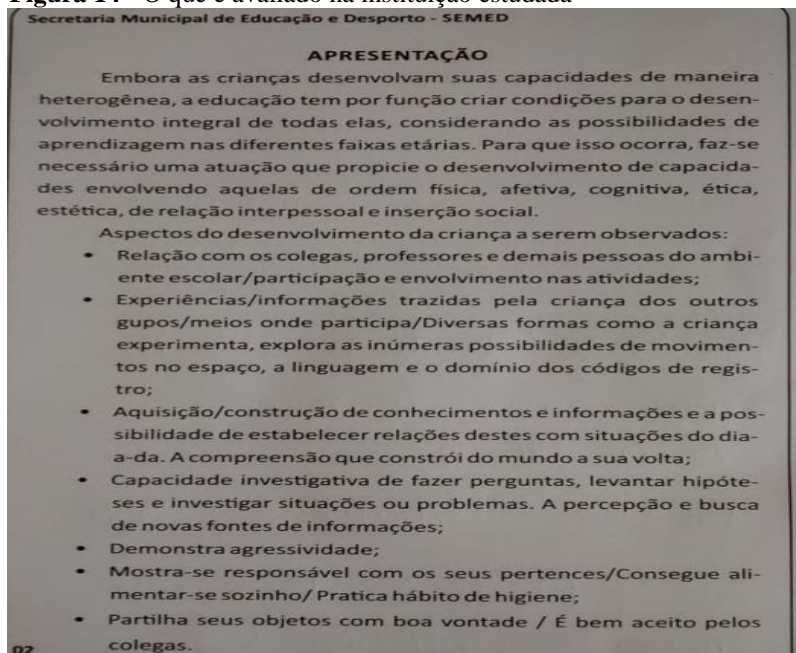 Figura 14 - O que é avaliado na instituição estudada
Secretaria Municipal de Educação e Desporto - SEMED
APRESENTAÇÃO
Embora as crianças desenvolvam suas capacidades de maneira
heterogênea, a educação tem por função criar condições para o desen-
volvimento integral de todas elas, considerando as possibilidades de
aprendizagem nas diferentes faixas etárias. Para que isso ocorra, faz-se
necessário uma atuação que propicie o desenvolvimento de capacida-
des envolvendo aquelas de ordem física, afetiva, cognitiva, ética,
estética, de relação interpessoal e inserção social.
Aspectos do desenvolvimento da criança a serem observados:
• Relação com os colegas, professores e demais pessoas do ambi-
ente escolar/participação e envolvimento nas atividades;
• Experiências/informações trazidas pela criança dos outros
gupos/meios onde participa/Diversas formas como a criança
experimenta, explora as inúmeras possibilidades de movimen-
tos no espaço, a linguagem e o domínio dos códigos de regis-
tro;
• Aquisição/construção de conhecimentos e informações e a pos-
sibilidade de estabelecer relações destes com situações do dia-
a-da. A compreensão que constrói do mundo a sua volta;
• Capacidade investigativa de fazer perguntas, levantar hipóte-
ses e investigar situações ou problemas. A percepção e busca
de novas fontes de informações;
• Demonstra agressividade;
• Mostra-se responsável com os seus pertences/Consegue ali-
mentar-se sozinho/ Pratica hábito de higiene;
• Partilha seus objetos com boa vontade / É bem aceito pelos
colegas.
02